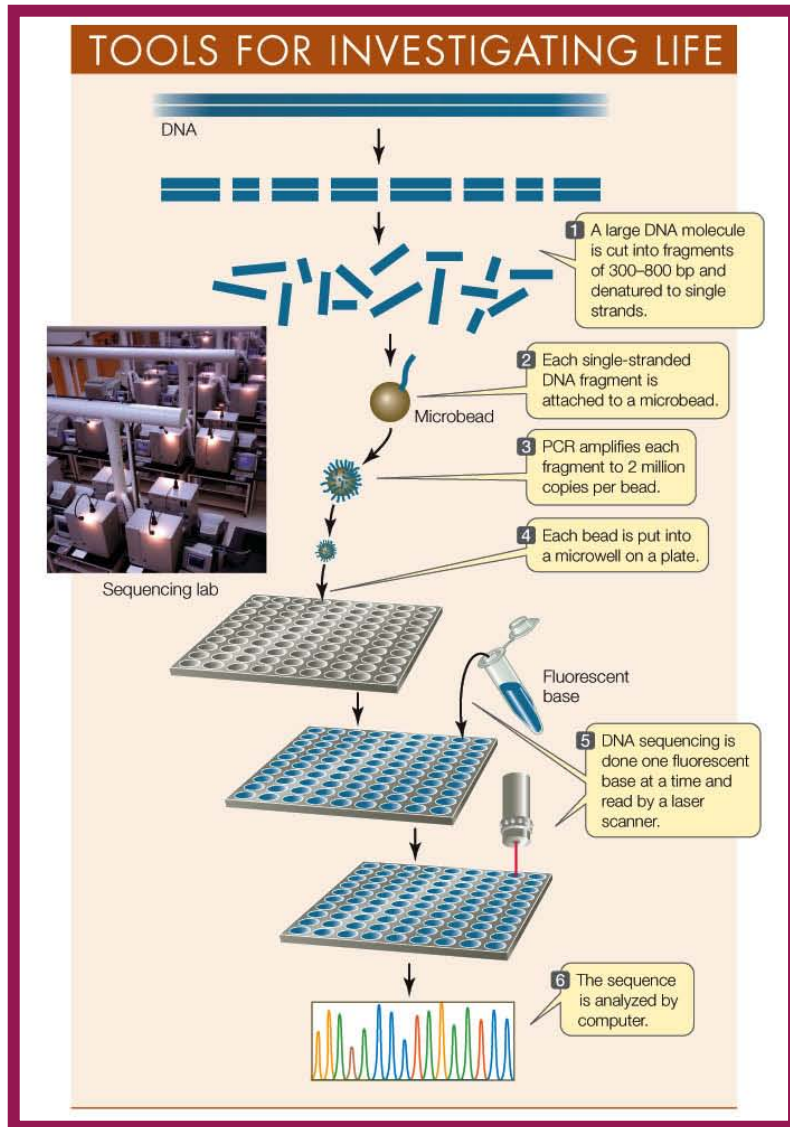 TOOLS FOR INVESTIGATING LIFE
DNA
1 A large DNA molecule
is cut into fragments
of 300–800 bp and
denatured to single
strands.
2 Each single-stranded
DNA fragment is
attached to a microbead.
Microbead
3 PCR amplifies each
fragment to 2 million
copies per bead.
4 Each bead is put into
a microwell on a plate.
Sequencing lab
Fluorescent
base
5 DNA sequencing is
done one fluorescent
base at a time and
read by a laser
scanner.
6 The sequence
is analyzed by
computer.